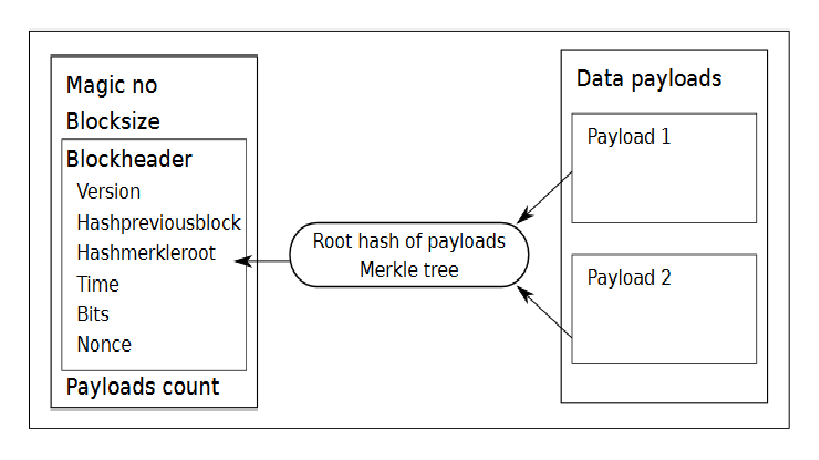 Magic no
Blocksize
Blockheader
Version
Hashpreviousblock
Hashmerkleroot
Time
Bits
Nonce
Payloads count
Root hash of payloads
Merkle tree
Data payloads
Payload 1
Payload 2